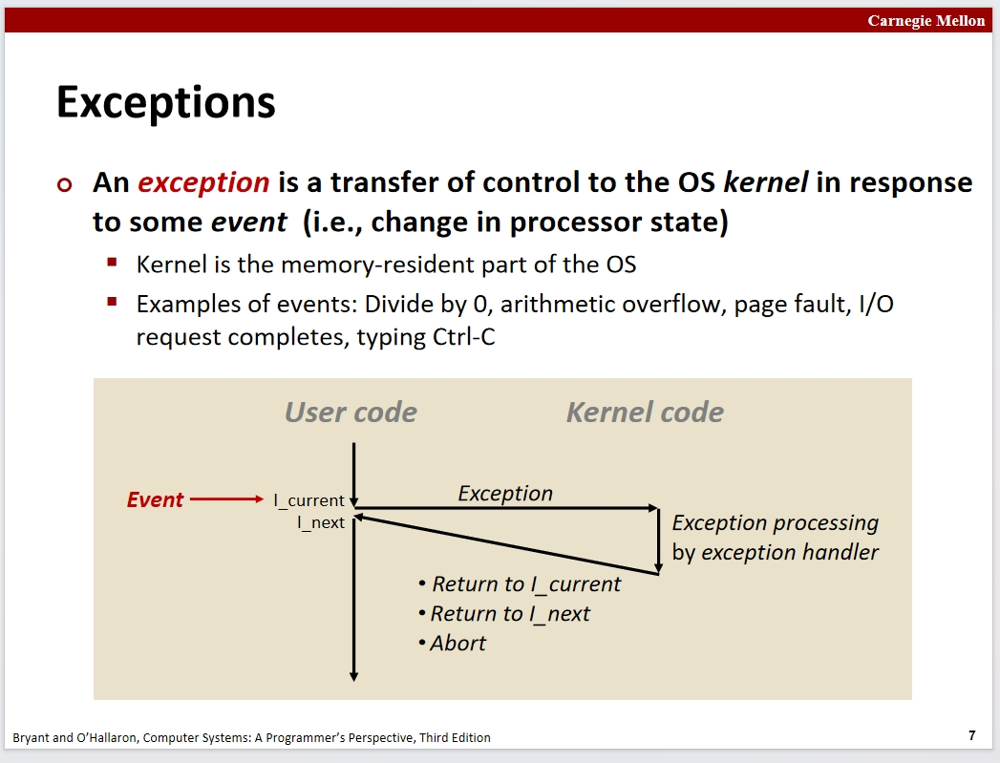 Carnegie Mellon
Exceptions
An exception is a transfer of control to the OS kernel in response
to some event (i.e., change in processor state)
Kernel is the memory-resident part of the OS
Examples of events: Divide by 0, arithmetic overflow, page fault, I/O
request completes, typing Ctrl-C
User code
Kernel code
Event
I_current
I_next
Exception
Exception processing
by exception handler
• Return to I_current
• Return to I_next
• Abort
Bryant and O’Hallaron, Computer Systems: A Programmer’s Perspective, Third Edition
7